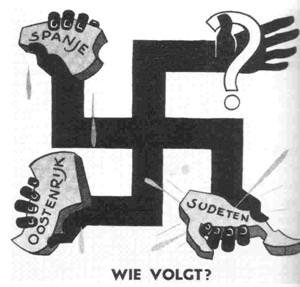 SPANJE
?
OOSTENRIJK
SUDETEN
WIE VOLGT?